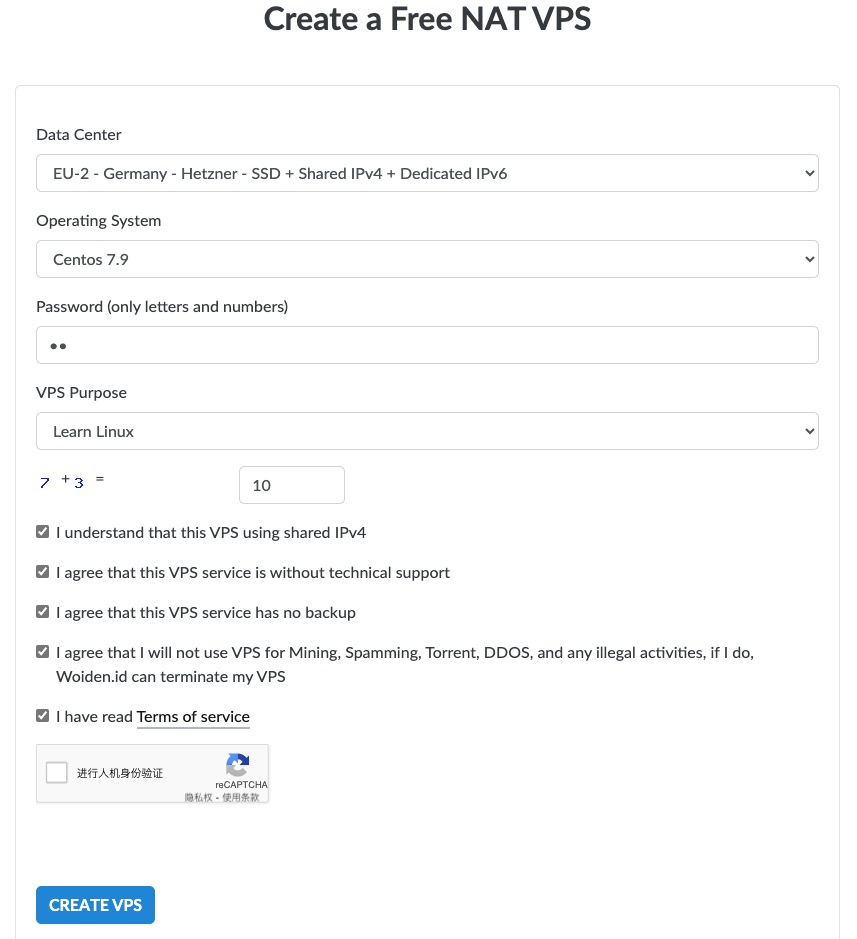 Create a Free NAT VPS
Data Center
EU-2 - Germany - Hetzner - SSD + Shared IPv4 + Dedicated IPv6
Operating System
Centos 7.9
Password (only letters and numbers)
••
VPS Purpose
Learn Linux
7 + 3 =
10
I understand that this VPS using shared IPv4
I agree that this VPS service is without technical support
I agree that this VPS service has no backup
I agree that I will not use VPS for Mining, Spamming, Torrent, DDOS, and any illegal activities, if I do,
Woiden.id can terminate my VPS
I have read Terms of service
进行人机身份验证
reCAPTCHA
隐私权 - 使用条款
CREATE VPS